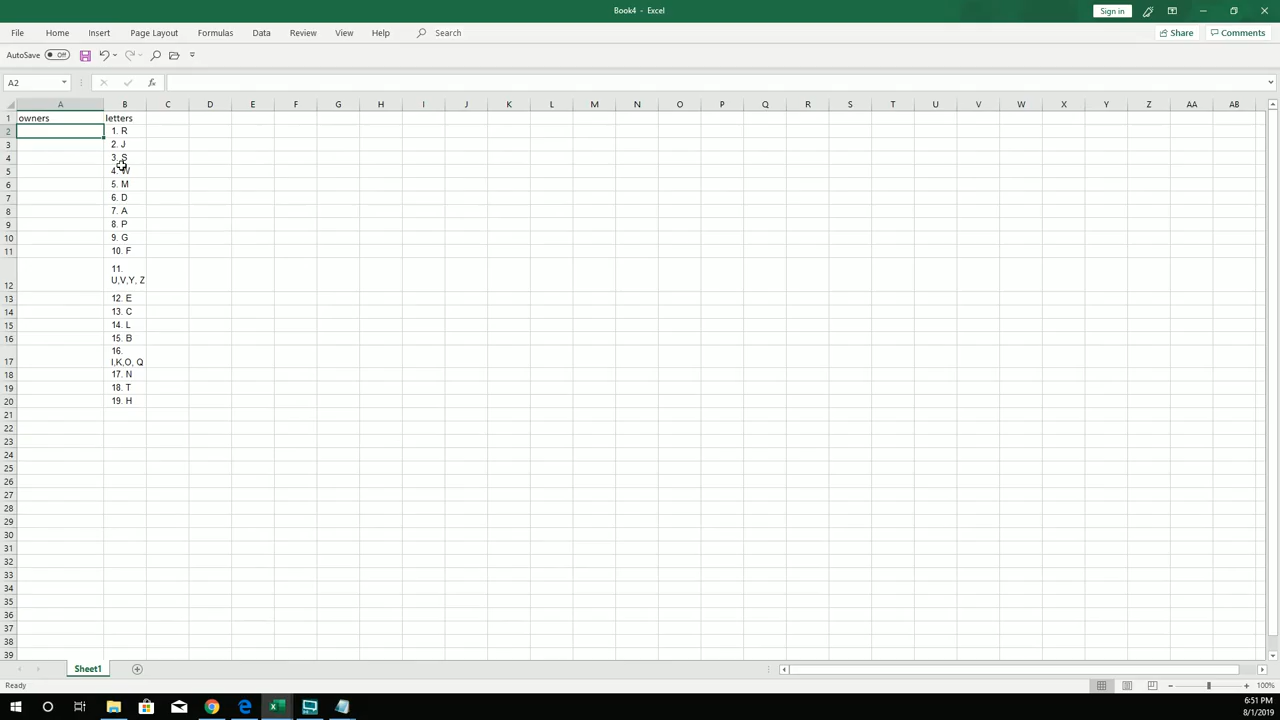 Book4 - Excel
Sign in
File Home Insert Page Layout Formulas Data Review View Help Search
Share Comments
AutoSave Off
A2
fx
A B C D E F G H I J K L M N O P Q R S T U V W X Y Z AA AB
1 owners letters
2 1. R
3 2. J
4 3. S
5 4. W
6 5. M
7 6. D
8 7. A
9 8. P
10 9. G
11 10. F
11.
12 U,V,Y, Z
13 12. E
14 13. C
15 14. L
16 15. B
16.
17 I,K,O, Q
18 17. N
19 18. T
20 19. H
21
22
23
24
25
26
27
28
29
30
31
32
33
34
35
36
37
38
39
Sheet1
Ready
100%
6:51 PM
8/1/2019